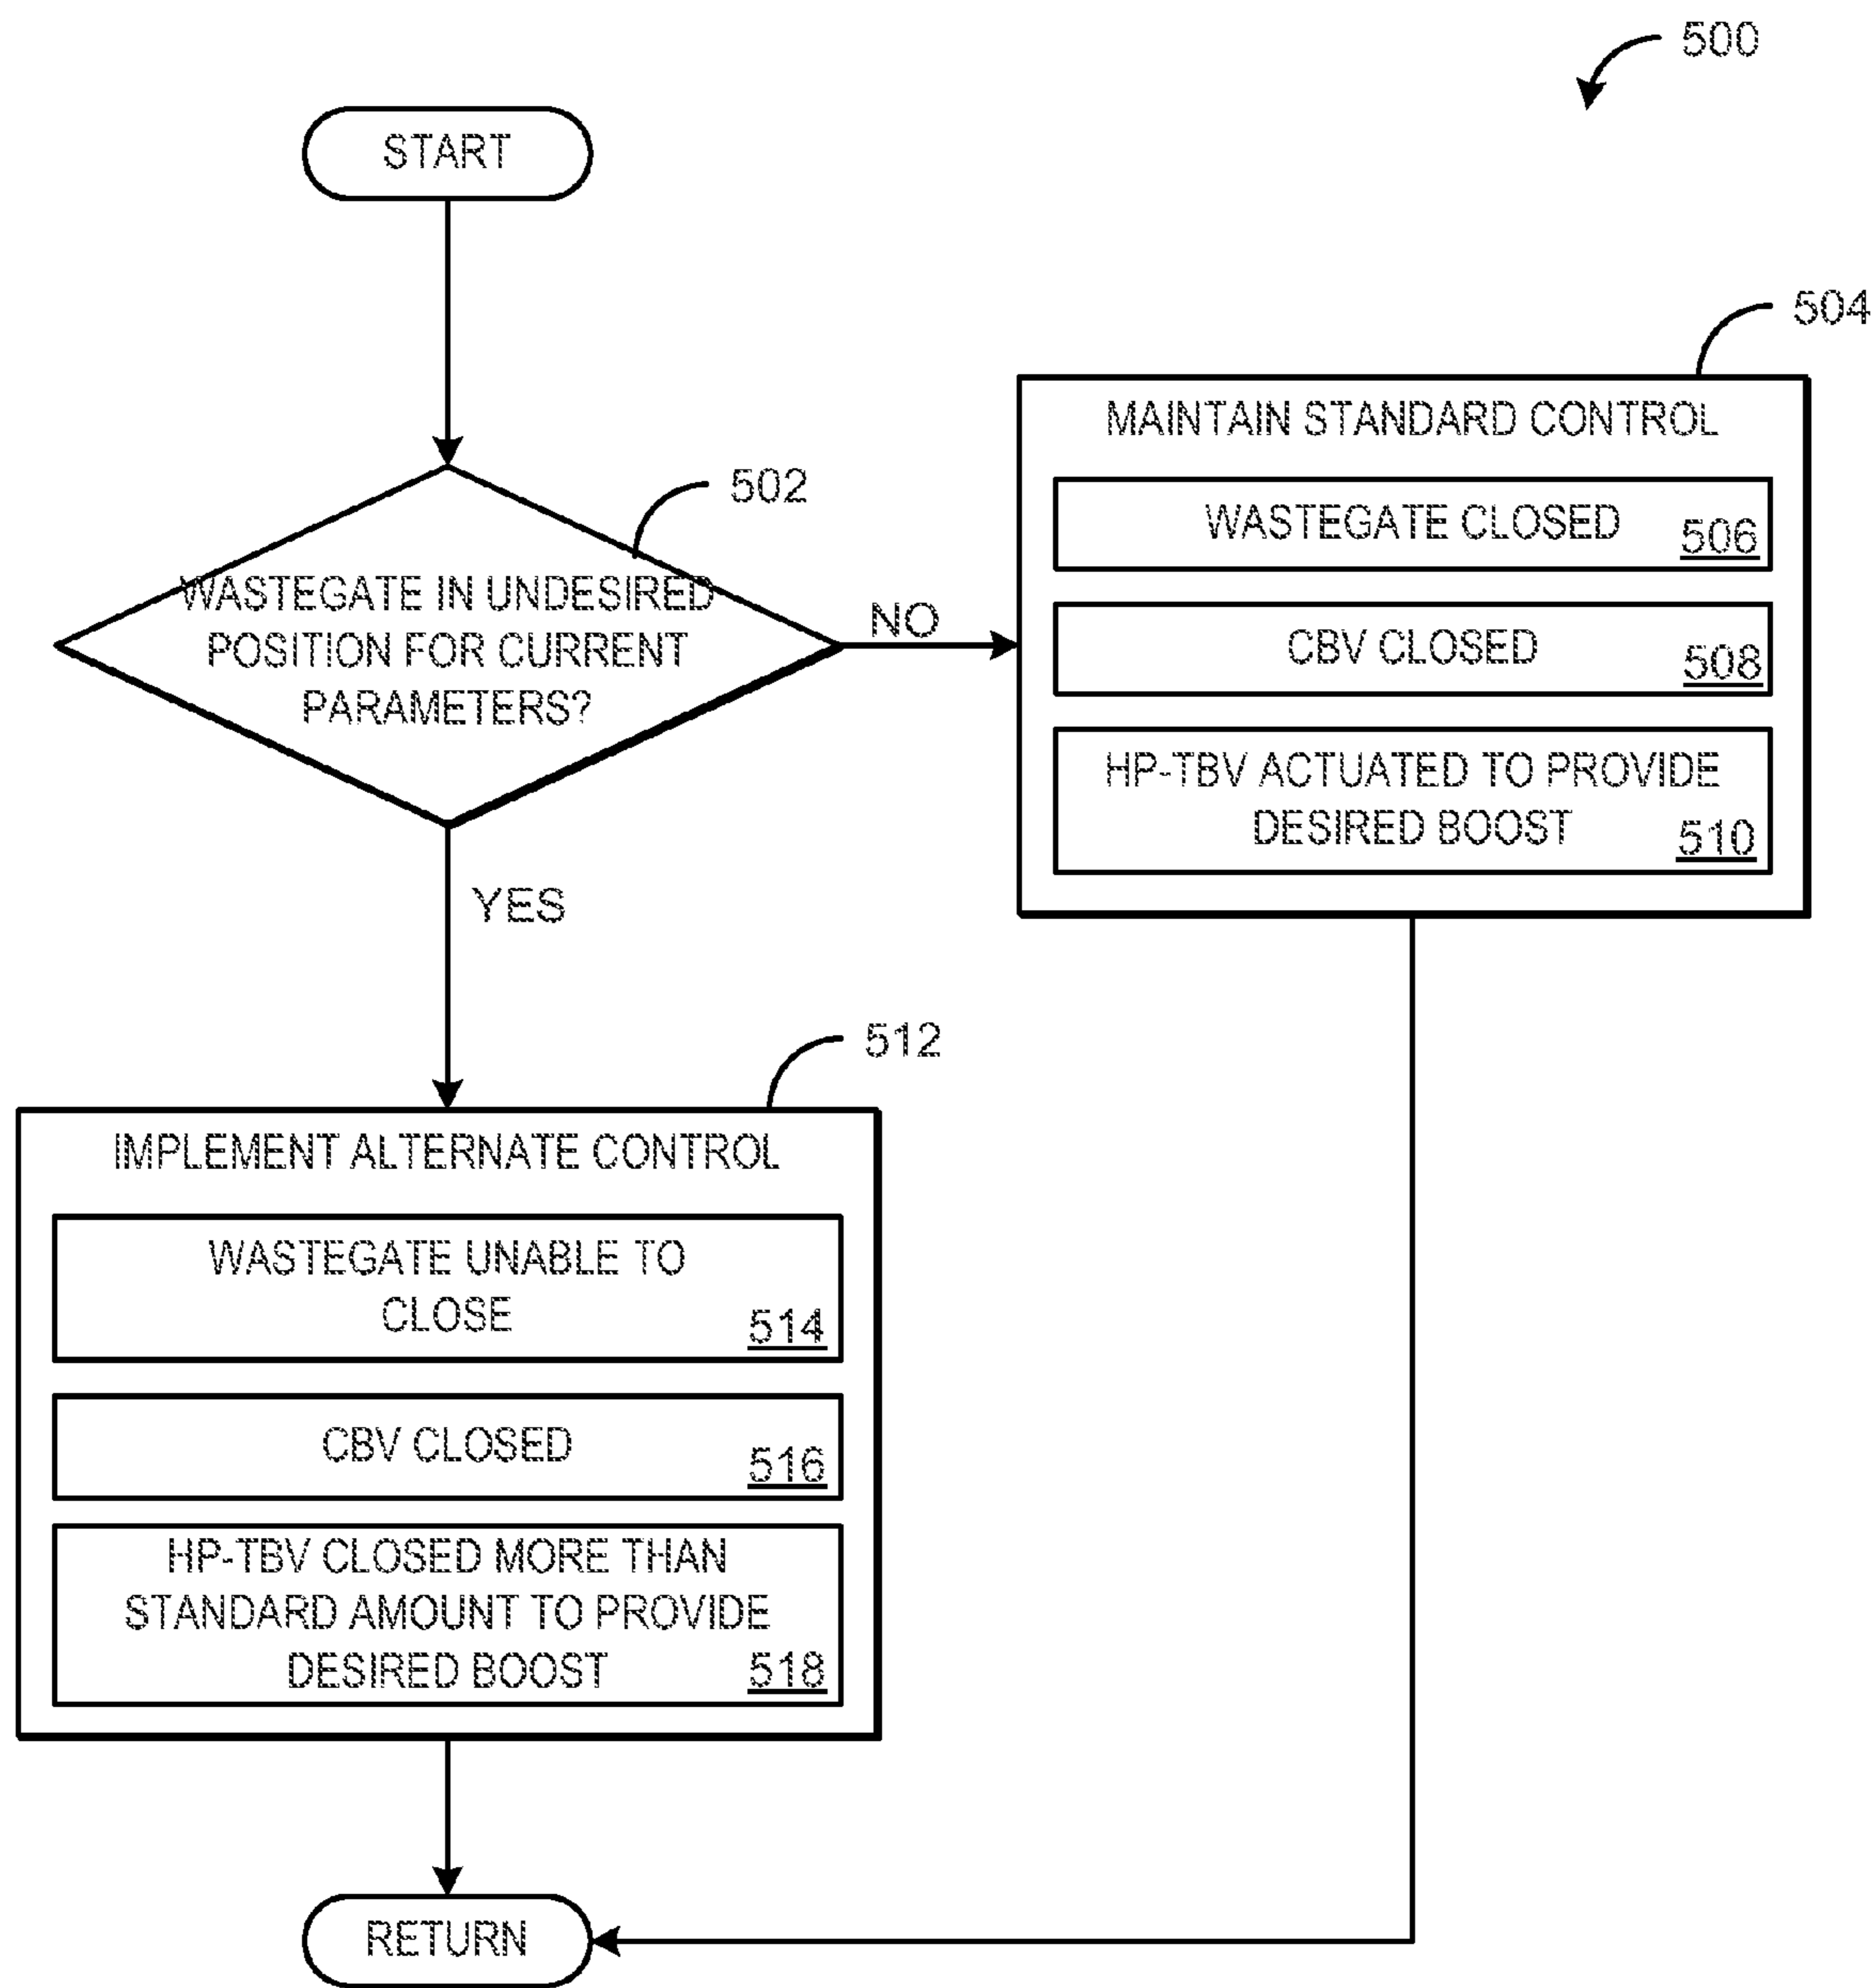 500
START
504
MAINTAIN STANDARD CONTROL
502
WASTEGATE CLOSED
506
WASTEGATE IN UNDESIRED
POSITION FOR CURRENT
PARAMETERS?
NO
CBV CLOSED
508
HP-TBV ACTUATED TO PROVIDE
DESIRED BOOST
510
YES
512
IMPLEMENT ALTERNATE CONTROL
WASTEGATE UNABLE TO
CLOSE
514
CBV CLOSED
516
HP-TBV CLOSED MORE THAN
STANDARD AMOUNT TO PROVIDE
DESIRED BOOST
518
RETURN